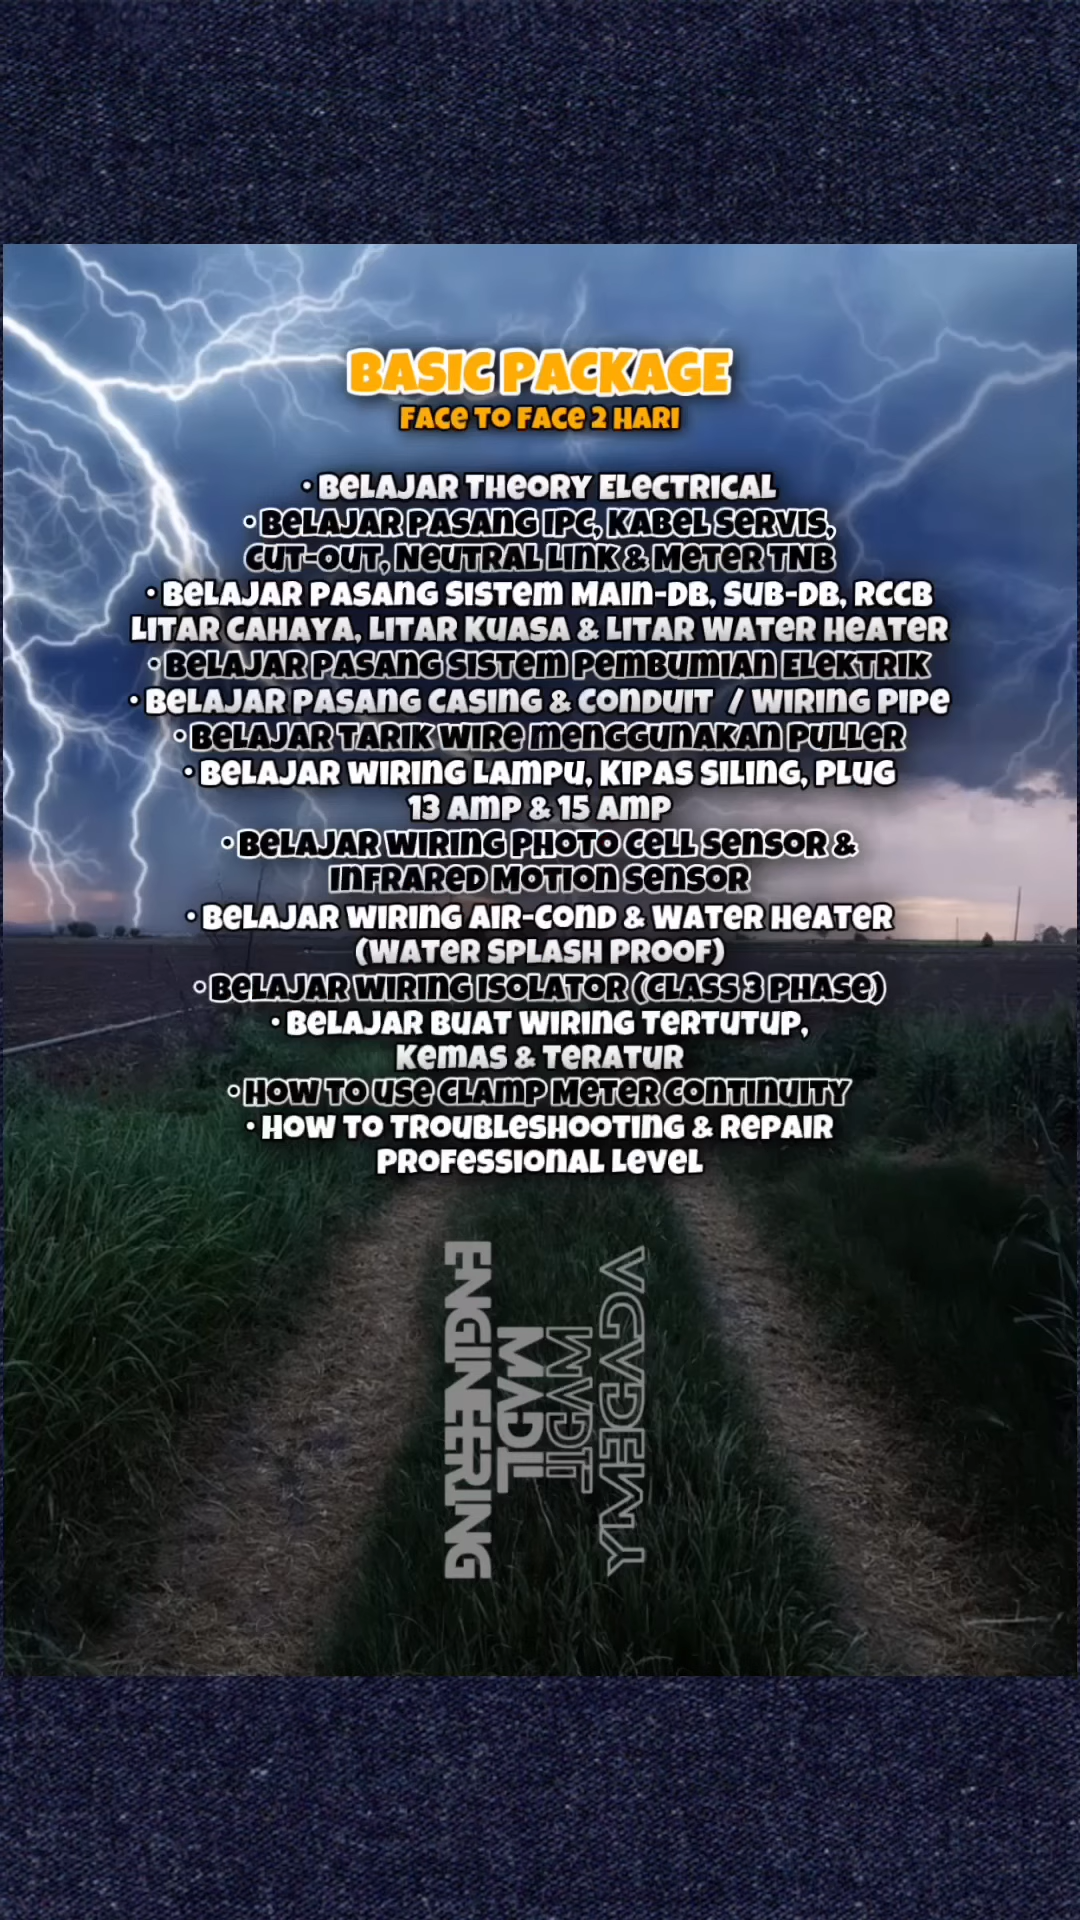 BASIC PACKAGE
FACE TO FACE 2 HARI
• BELAJAR THEORY ELECTRICAL
• BELAJAR PASANG IPC, KABEL SERVIS,
CUT-OUT, NEUTRAL LINK & METER TNB
• BELAJAR PASANG SISTEM MAIN-DB, SUB-DB, RCCB
LITAR CAHAYA, LITAR KUASA & LITAR WATER HEATER
• BELAJAR PASANG SISTEM PEMBUMIAN ELEKTRIK
• BELAJAR PASANG CASING & CONDUIT / WIRING PIPE
• BELAJAR TARIK WIRE MENGGUNAKAN PULLER
• BELAJAR WIRING LAMPU, KIPAS SILING, PLUG
13 AMP & 15 AMP
• BELAJAR WIRING PHOTO CELL SENSOR &
INFRARED MOTION SENSOR
• BELAJAR WIRING AIR-COND & WATER HEATER
(WATER SPLASH PROOF)
• BELAJAR WIRING ISOLATOR (CLASS 3 PHASE)
• BELAJAR BUAT WIRING TERTUTUP,
KEMAS & TERATUR
• HOW TO USE CLAMP METER CONTINUITY
• HOW TO TROUBLESHOOTING & REPAIR
PROFESSIONAL LEVEL
ENGINEERING